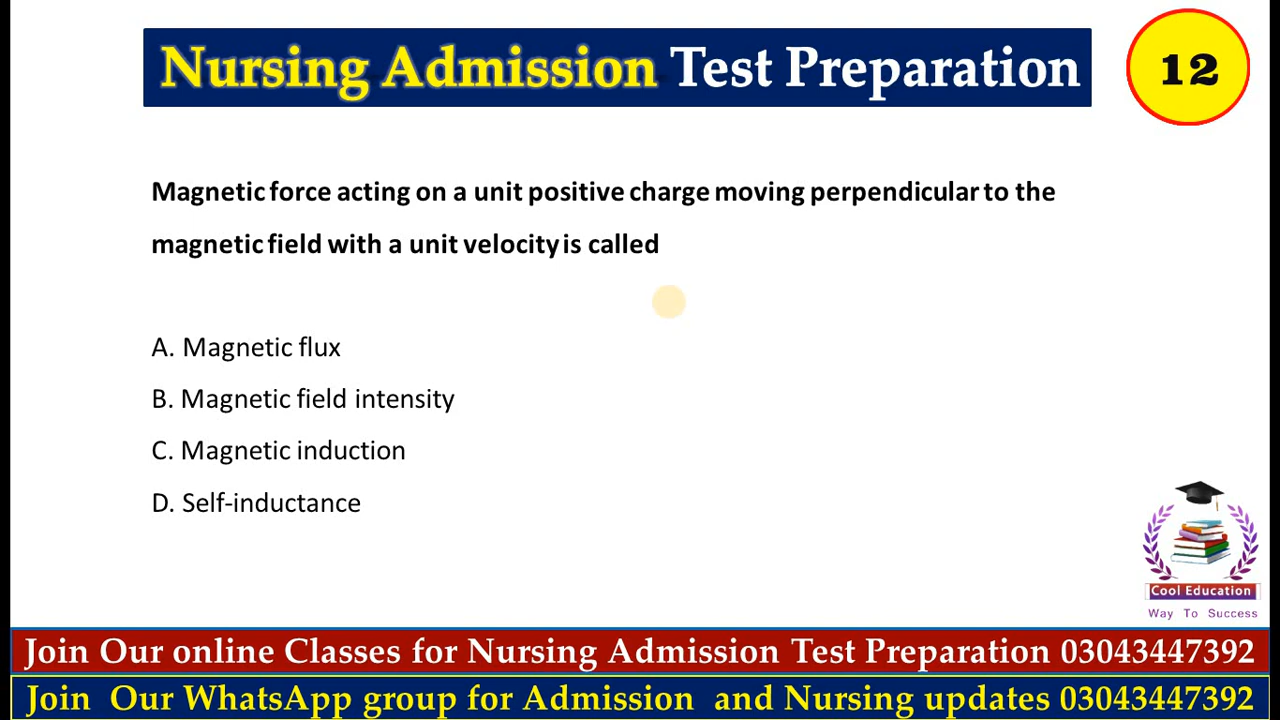 Nursing Admission Test Preparation
12
Magnetic force acting on a unit positive charge moving perpendicular to the
magnetic field with a unit velocity is called
A. Magnetic flux
B. Magnetic field intensity
C. Magnetic induction
D. Self-inductance
Cool Education
Way To Success
Join Our online Classes for Nursing Admission Test Preparation 03043447392
Join Our WhatsApp group for Admission and Nursing updates 03043447392